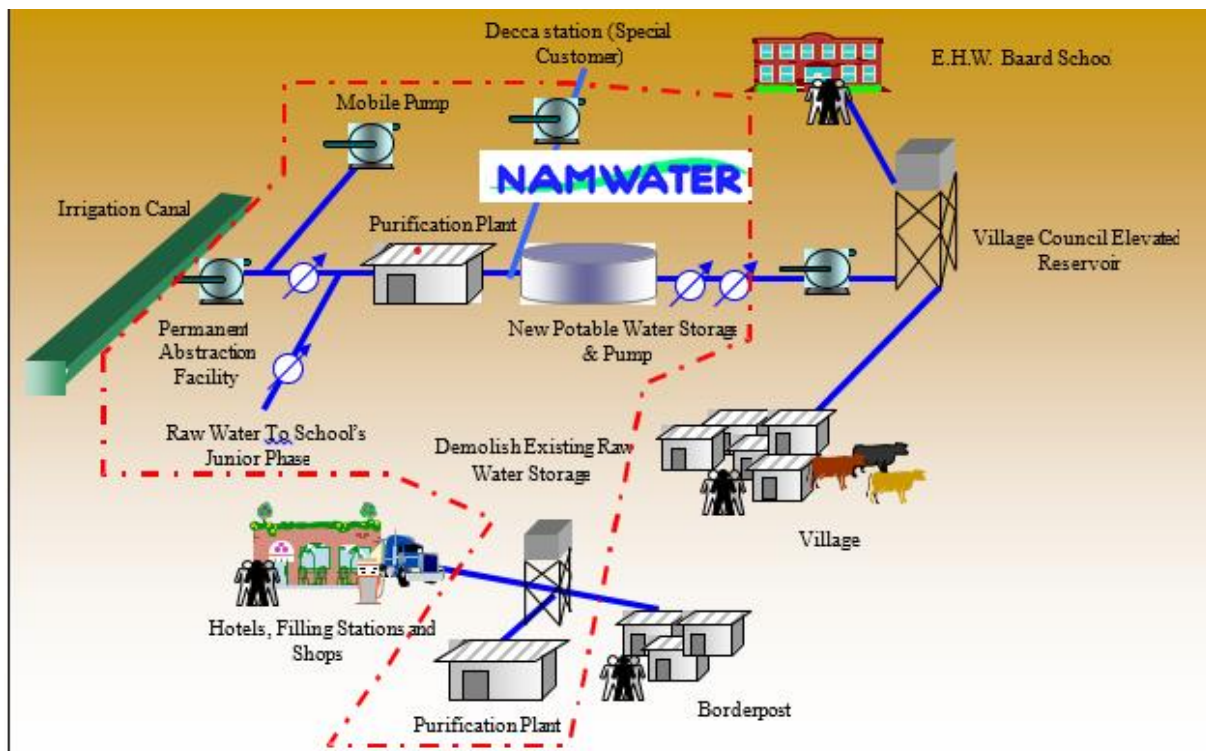 Decca station (Special
Customer)
E.H.W. Baard School
Mobile Pump
NAMWATER
Irrigation Canal
Purification Plant
Village Council Elevated
Reservoir
Permanent
Abstraction
Facility
New Potable Water Storage
& Pump
Raw Water To School's
Junior Phase
Demolish Existing Raw
Water Storage
Village
Hotels, Filling Stations and
Shops
Borderpost
Purification Plant